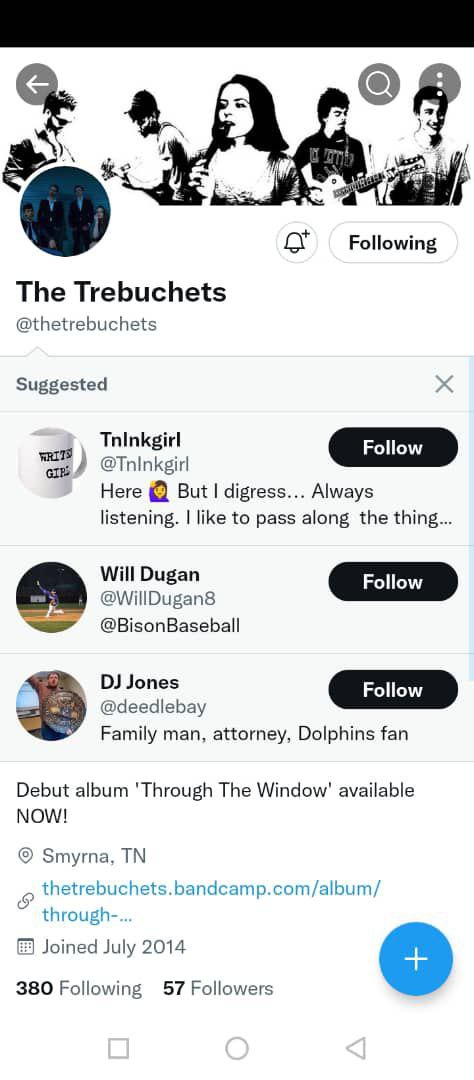 Following
The Trebuchets
@thetrebuchets
Suggested
TnInkgirl
@TnInkgirl
Here 🙋‍♀️ But I digress... Always
listening. I like to pass along the thing...
Follow
WRITER
GIRL
Will Dugan
@WillDugan8
@BisonBaseball
Follow
DJ Jones
@deedlebay
Family man, attorney, Dolphins fan
Follow
Debut album 'Through The Window' available
NOW!
Smyrna, TN
thetrebuchets.bandcamp.com/album/
through-...
Joined July 2014
380 Following 57 Followers